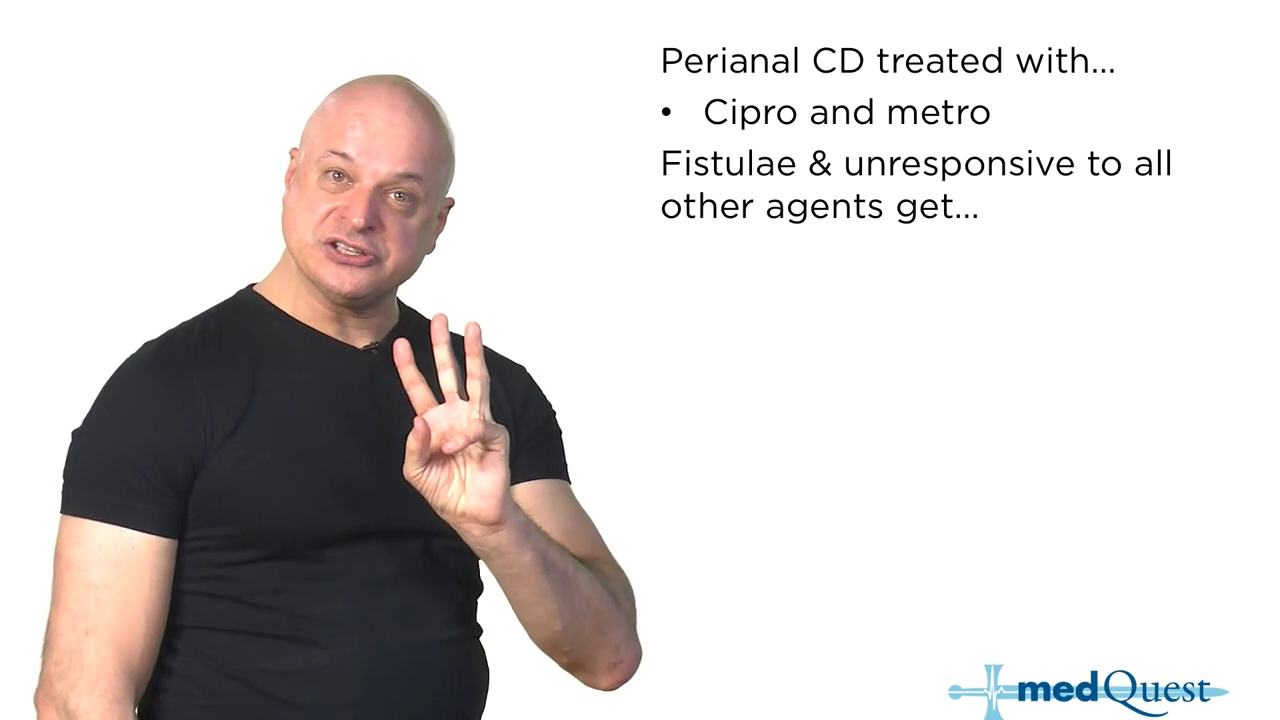 Perianal CD treated with...
• Cipro and metro
Fistulae & unresponsive to all
other agents get...
medQuest